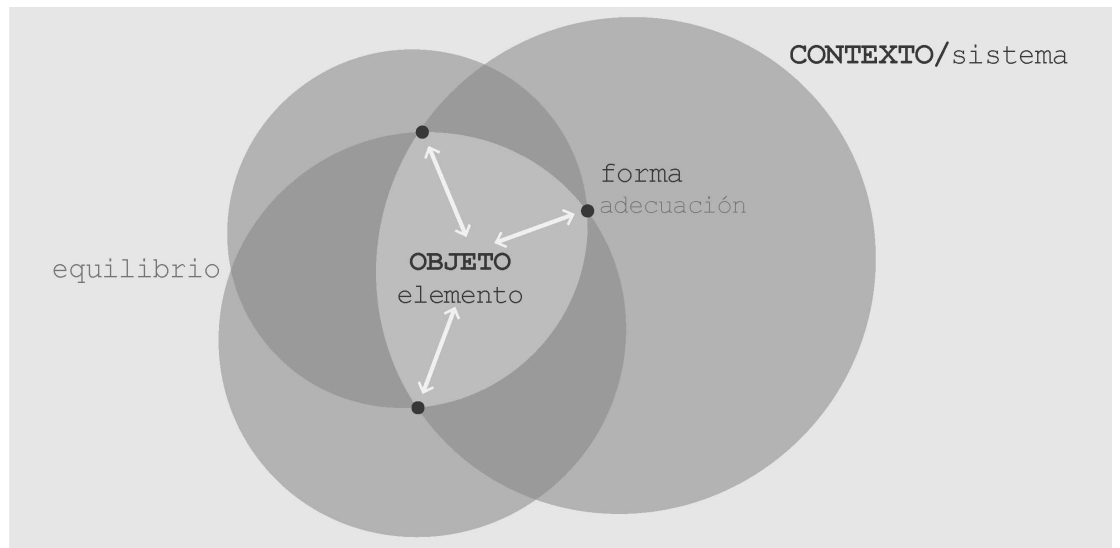 CONTEXTO/sistema
forma
adecuación
equilibrio
OBJETO
elemento